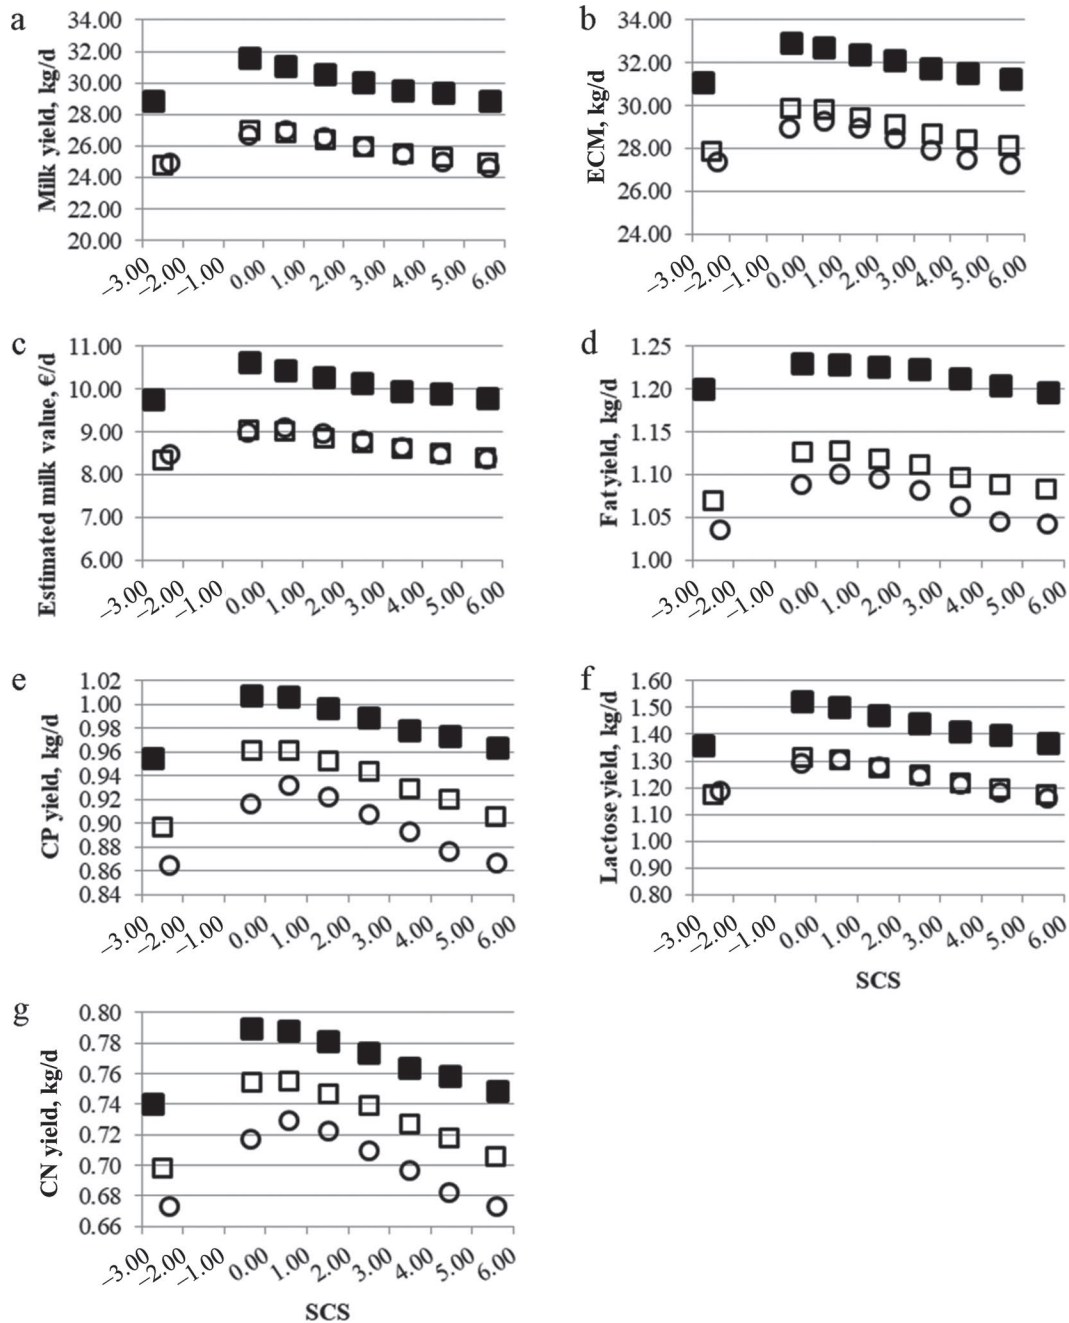 a
Milk yield, kg/d
34.00
32.00
30.00
28.00
26.00
24.00
22.00
20.00
–3.00 –2.00 –1.00 0.00 1.00 2.00 3.00 4.00 5.00 6.00
b
ECM, kg/d
34.00
32.00
30.00
28.00
26.00
24.00
–3.00 –2.00 –1.00 0.00 1.00 2.00 3.00 4.00 5.00 6.00
c
Estimated milk value, €/d
11.00
10.00
9.00
8.00
7.00
6.00
–3.00 –2.00 –1.00 0.00 1.00 2.00 3.00 4.00 5.00 6.00
d
Fat yield, kg/d
1.25
1.20
1.15
1.10
1.05
1.00
–3.00 –2.00 –1.00 0.00 1.00 2.00 3.00 4.00 5.00 6.00
e
CP yield, kg/d
1.02
1.00
0.98
0.96
0.94
0.92
0.90
0.88
0.86
0.84
–3.00 –2.00 –1.00 0.00 1.00 2.00 3.00 4.00 5.00 6.00
f
Lactose yield, kg/d
1.60
1.50
1.40
1.30
1.20
1.10
1.00
0.90
0.80
–3.00 –2.00 –1.00 0.00 1.00 2.00 3.00 4.00 5.00 6.00
SCS
g
CN yield, kg/d
0.80
0.78
0.76
0.74
0.72
0.70
0.68
0.66
–3.00 –2.00 –1.00 0.00 1.00 2.00 3.00 4.00 5.00 6.00
SCS